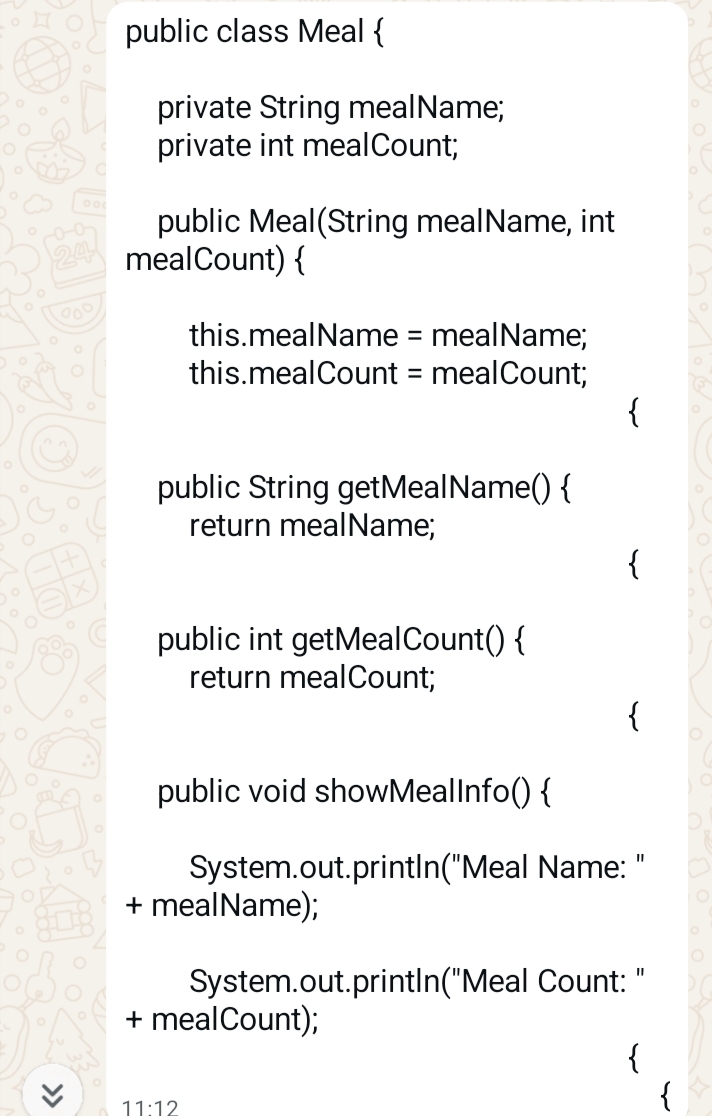 public class Meal {
private String mealName;
private int mealCount;
public Meal(String mealName, int
mealCount) {
this.mealName = mealName;
this.mealCount = mealCount;
{
public String getMealName() {
return mealName;
{
public int getMealCount() {
return mealCount;
{
public void showMealInfo() {
System.out.println("Meal Name: "
+ mealName);
System.out.println("Meal Count: "
+ mealCount);
{
{
11:12